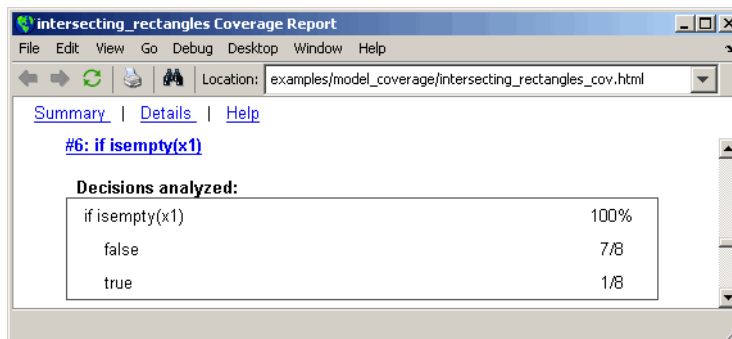 intersecting_rectangles Coverage Report
File Edit View Go Debug Desktop Window Help
Location: examples/model_coverage/intersecting_rectangles_cov.html
Summary | Details | Help
#6: if isempty(x1)
Decisions analyzed:
if isempty(x1) 100%
false 7/8
true 1/8